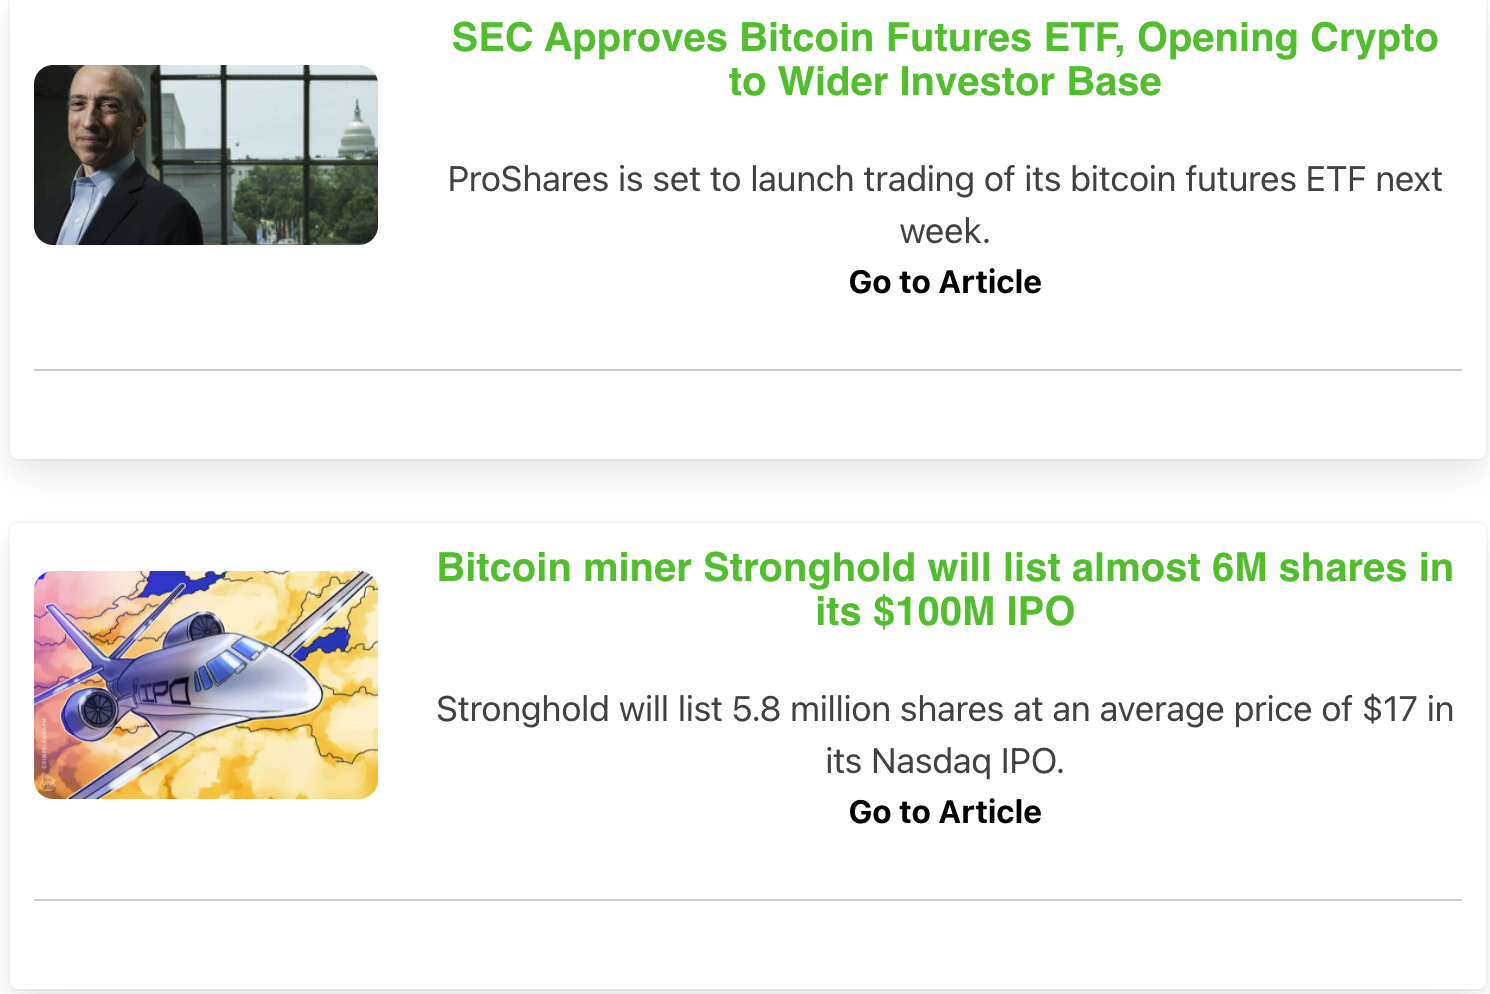 SEC Approves Bitcoin Futures ETF, Opening Crypto
to Wider Investor Base
ProShares is set to launch trading of its bitcoin futures ETF next
week.
Go to Article
Bitcoin miner Stronghold will list almost 6M shares in
its $100M IPO
IPO
Stronghold will list 5.8 million shares at an average price of $17 in
its Nasdaq IPO.
Go to Article